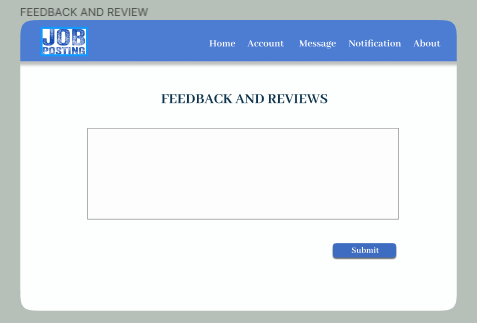 FEEDBACK AND REVIEW
JOB
POSTING
Home Account Message Notification About
FEEDBACK AND REVIEWS
Submit